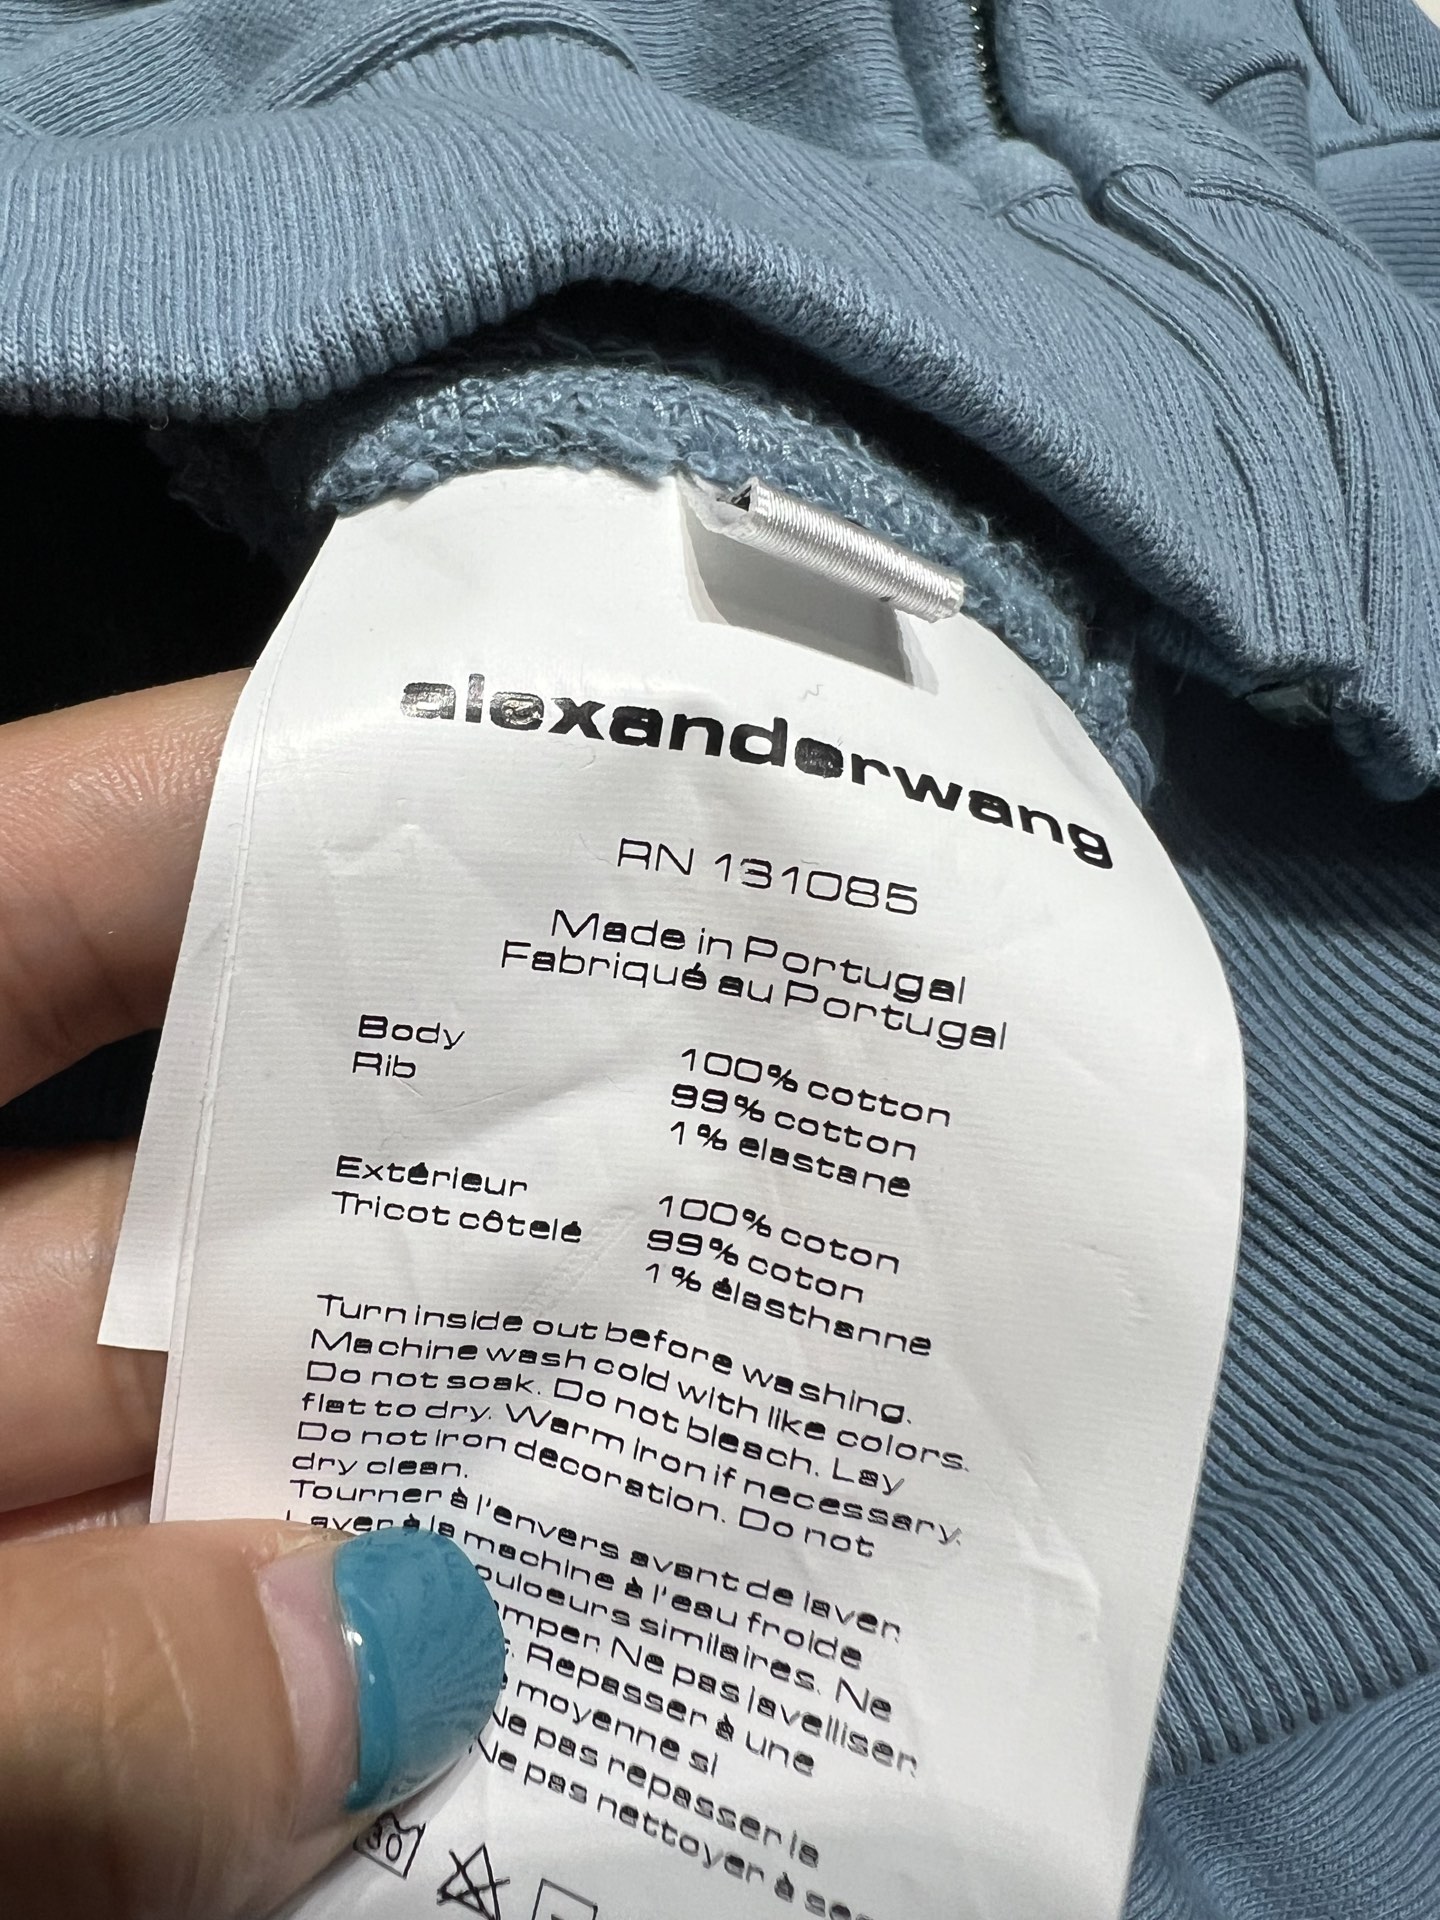 alexanderwang
RN 131085
Made in Portugal
Fabriqué au Portugal
Body 100% cotton
Rib 99% cotton
1% elastane
Extérieur 100% coton
Tricot côtelé 99% coton
1% élasthanne
Turn inside out before washing.
Machine wash cold with like colors.
Do not soak. Do not bleach. Lay
flat to dry. Warm iron if necessary.
Do not iron decoration. Do not
dry clean.
Tourner à l'envers avant de laver.
Laver à la machine à l'eau froide
similaires. Ne
Ne pas javelliser.
Repasser à une
moyenne si
Ne pas repasser la
Ne pas nettoyer à
30